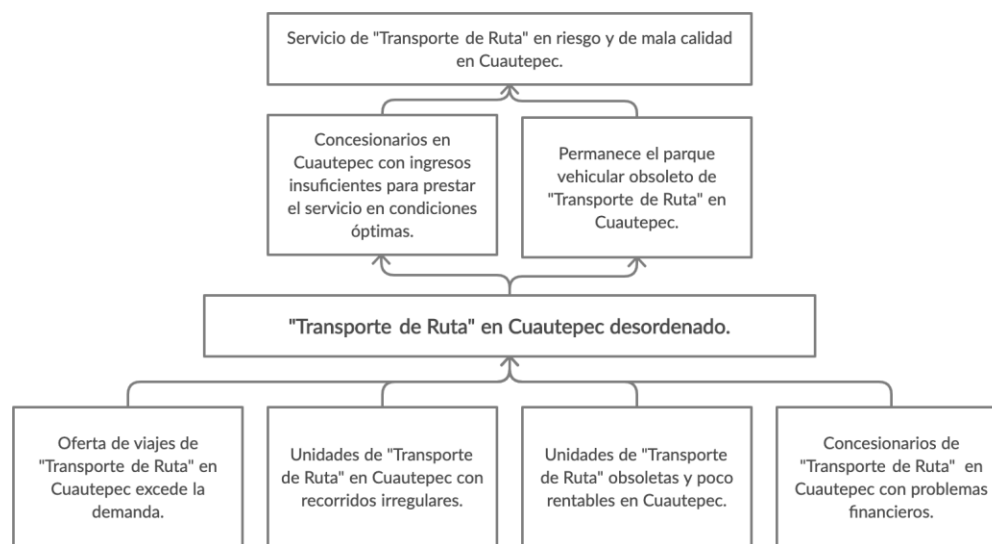 Servicio de "Transporte de Ruta" en riesgo y de mala calidad
en Cuautepec.
Concesionarios en
Cuautepec con ingresos
insuficientes para prestar
el servicio en condiciones
óptimas.
Permanece el parque
vehicular obsoleto de
"Transporte de Ruta" en
Cuautepec.
"Transporte de Ruta" en Cuautepec desordenado.
Oferta de viajes de
"Transporte de Ruta" en
Cuautepec excede la
demanda.
Unidades de "Transporte
de Ruta" en Cuautepec con
recorridos irregulares.
Unidades de "Transporte
de Ruta" obsoletas y poco
rentables en Cuautepec.
Concesionarios de
"Transporte de Ruta" en
Cuautepec con problemas
financieros.